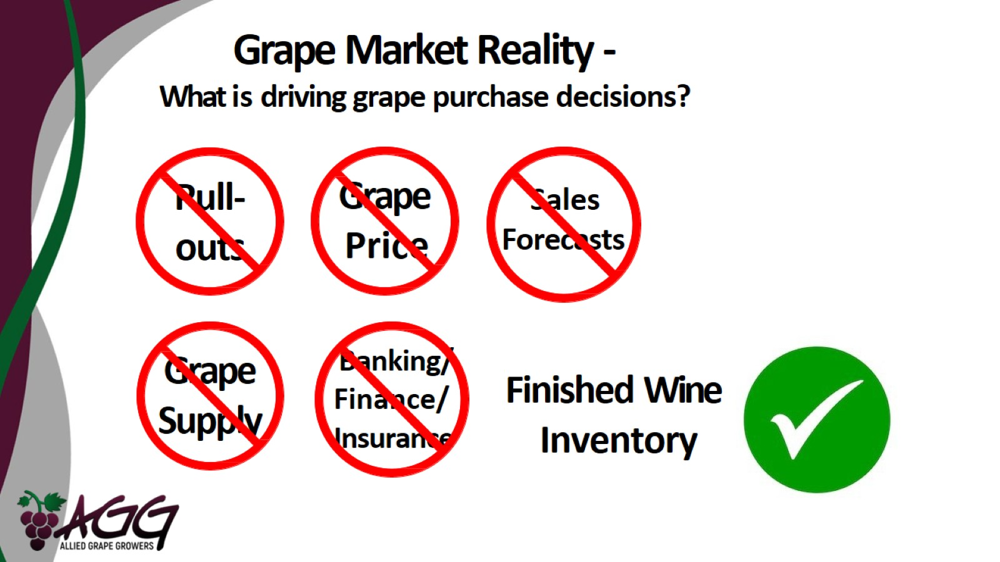 Grape Market Reality -
What is driving grape purchase decisions?
Pull-
outs
Grape
Price
Sales
Forecasts
Grape
Supply
Banking/
Finance/
Insurance
Finished Wine
Inventory
AGG
ALLIED GRAPE GROWERS